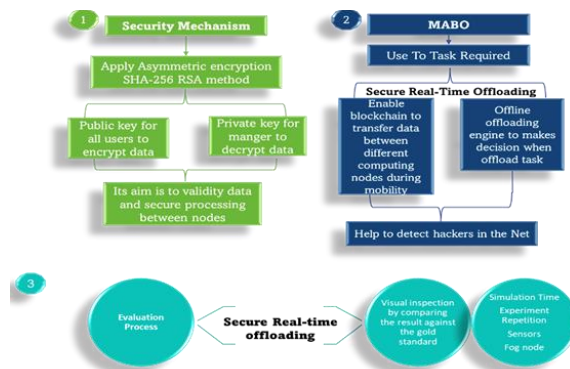 1
Security Mechanism
Apply Asymmetric encryption
SHA-256 RSA method
Public key for
all users to
encrypt data
Private key for
manger to
decrypt data
Its aim is to validity data
and secure processing
between nodes
2
MABO
Use To Task Required
Secure Real-Time Offloading
Enable
blockchain to
transfer data
between
different
computing
nodes during
mobility
Offline
offloading
engine to makes
decision when
offload task
Help to detect hackers in the Net
3
Evaluation
Process
Secure Real-time
offloading
Visual inspection
by comparing
the result against
the gold
standard
Simulation Time
Experiment
Repetition
Sensors
Fog node